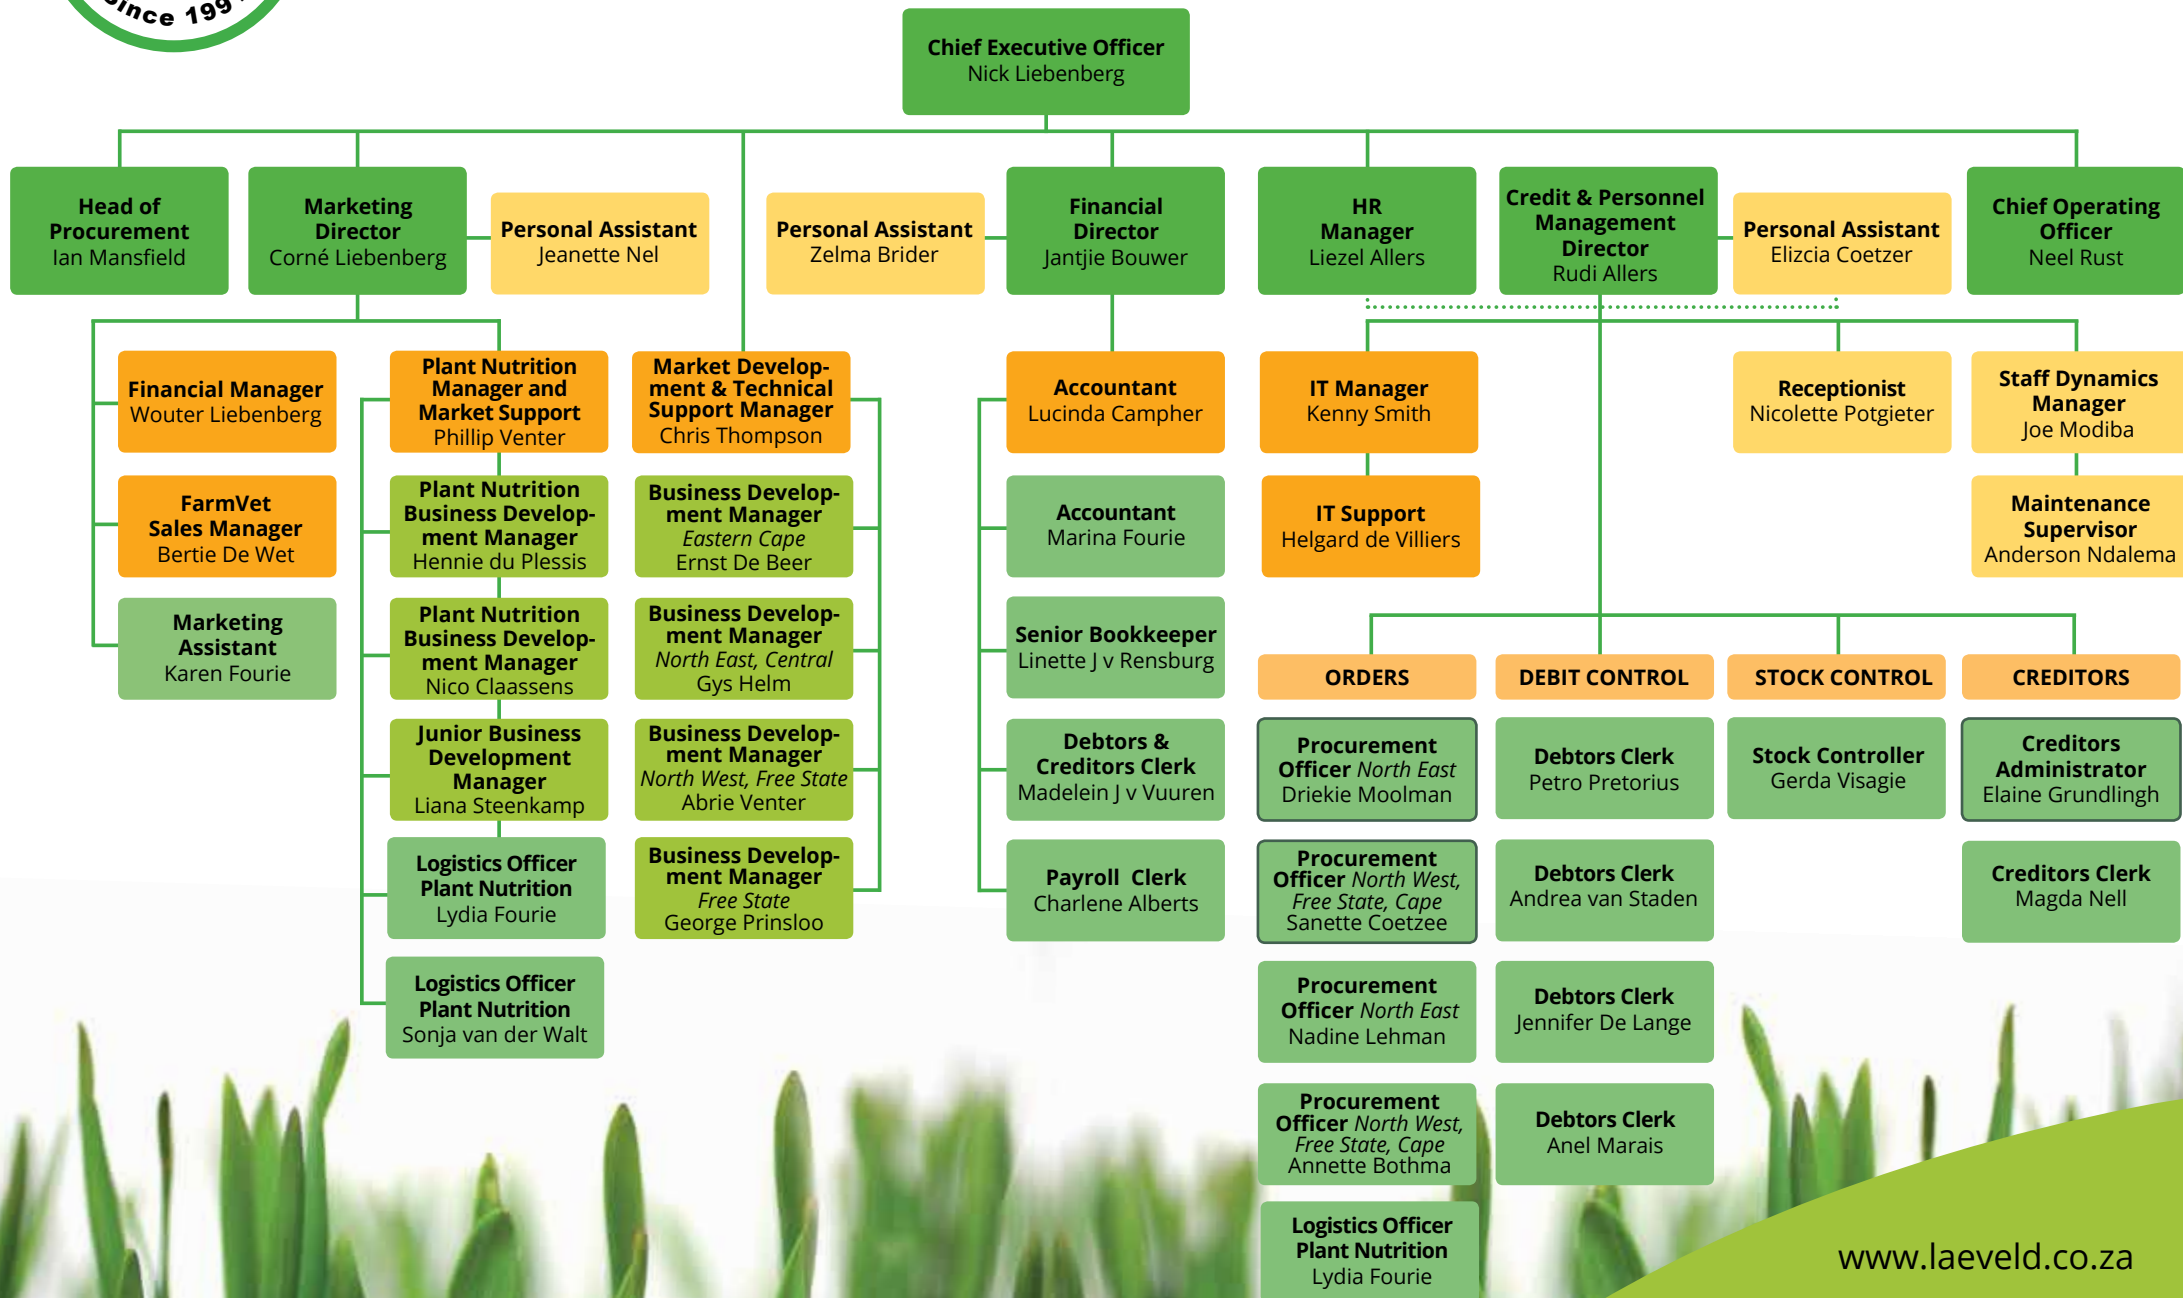 Since 199
Chief Executive Officer
Nick Liebenberg
Head of
Procurement
Ian Mansfield
Marketing
Director
Corné Liebenberg
Personal Assistant
Jeanette Nel
Personal Assistant
Zelma Brider
Financial
Director
Jantjie Bouwer
HR
Manager
Liezel Allers
Credit & Personnel
Management
Director
Rudi Allers
Personal Assistant
Elizcia Coetzer
Chief Operating
Officer
Neel Rust
Financial Manager
Wouter Liebenberg
FarmVet
Sales Manager
Bertie De Wet
Marketing
Assistant
Karen Fourie
Plant Nutrition
Manager and
Market Support
Phillip Venter
Plant Nutrition
Business Develop-
ment Manager
Hennie du Plessis
Plant Nutrition
Business Develop-
ment Manager
Nico Claassens
Junior Business
Development
Manager
Liana Steenkamp
Logistics Officer
Plant Nutrition
Lydia Fourie
Logistics Officer
Plant Nutrition
Sonja van der Walt
Market Develop-
ment & Technical
Support Manager
Chris Thompson
Business Develop-
ment Manager
Eastern Cape
Ernst De Beer
Business Develop-
ment Manager
North East, Central
Gys Helm
Business Develop-
ment Manager
North West, Free State
Abrie Venter
Business Develop-
ment Manager
Free State
George Prinsloo
Accountant
Lucinda Campher
Accountant
Marina Fourie
Senior Bookkeeper
Linette J v Rensburg
Debtors &
Creditors Clerk
Madelein J v Vuuren
Payroll Clerk
Charlene Alberts
IT Manager
Kenny Smith
IT Support
Helgard de Villiers
Receptionist
Nicolette Potgieter
Staff Dynamics
Manager
Joe Modiba
Maintenance
Supervisor
Anderson Ndalema
ORDERS
Procurement
Officer North East
Driekie Moolman
Procurement
Officer North West,
Free State, Cape
Sanette Coetzee
Procurement
Officer North East
Nadine Lehman
Procurement
Officer North West,
Free State, Cape
Annette Bothma
Logistics Officer
Plant Nutrition
Lydia Fourie
DEBIT CONTROL
Debtors Clerk
Petro Pretorius
Debtors Clerk
Andrea van Staden
Debtors Clerk
Jennifer De Lange
Debtors Clerk
Anel Marais
STOCK CONTROL
Stock Controller
Gerda Visagie
CREDITORS
Creditors
Administrator
Elaine Grundlingh
Creditors Clerk
Magda Nell
www.laeveld.co.za